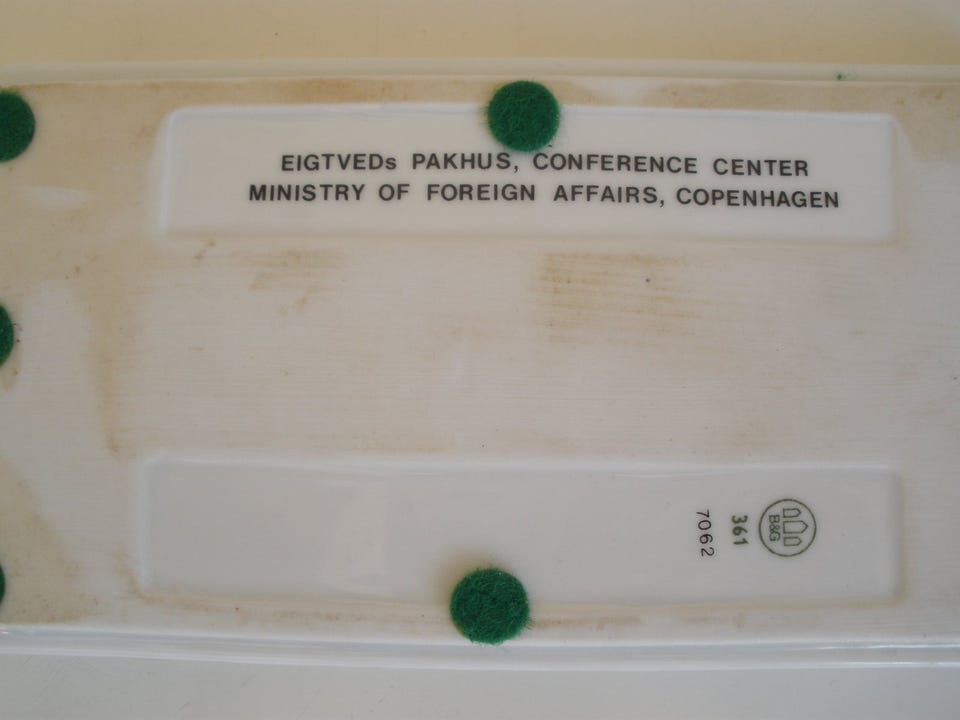 EIGTVEDs PAKHUS, CONFERENCE CENTER
MINISTRY OF FOREIGN AFFAIRS, COPENHAGEN
B&G
361
7062